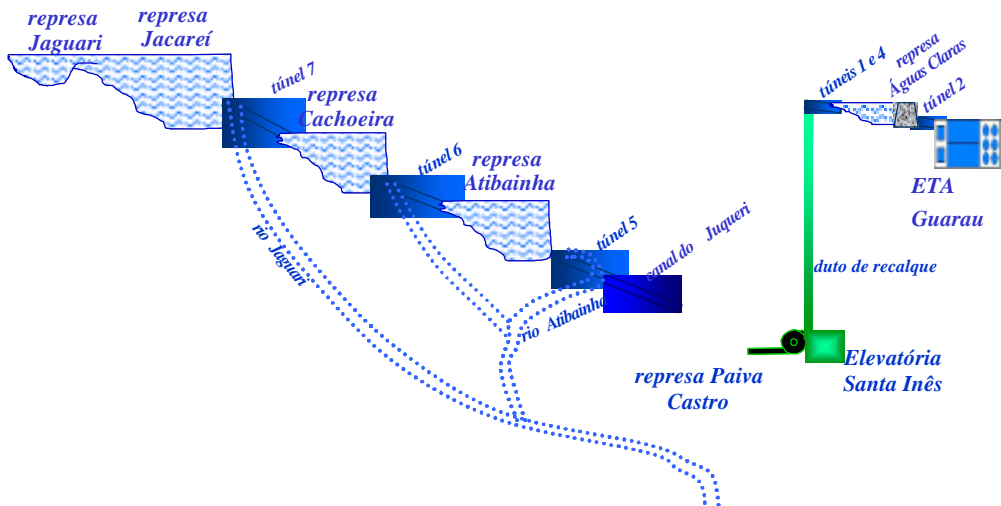 represa
Jaguari
represa
Jacareí
túnel 7
represa
Cachoeira
túnel 6
represa
Atibainha
túnel 5
canal do Juqueri
rio Jaguari
rio Atibainha
túneis 1 e 4
represa
Águas Claras
túnel 2
ETA
Guarau
duto de recalque
Elevatória
Santa Inês
represa Paiva
Castro